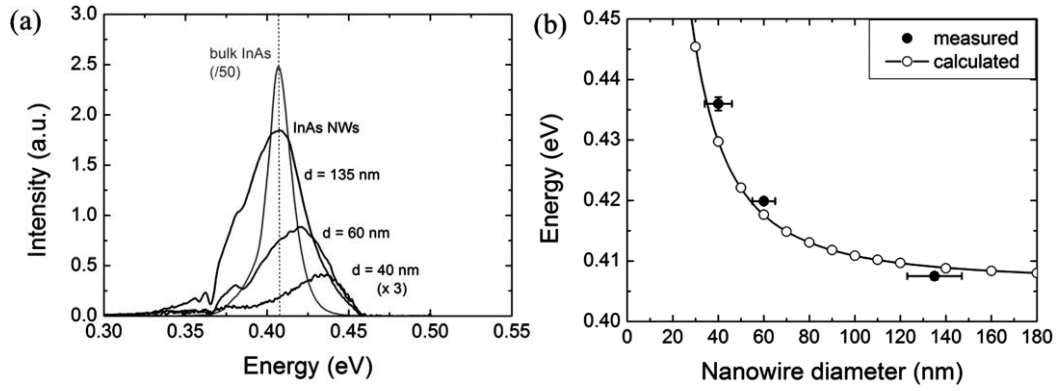 (a)
3.0
2.5
2.0
1.5
1.0
0.5
0.0
Intensity (a.u.)
bulk InAs
(/50)
InAs NWs
d = 135 nm
d = 60 nm
d = 40 nm
(x 3)
0.30 0.35 0.40 0.45 0.50 0.55
Energy (eV)
(b)
0.45
0.44
0.43
0.42
0.41
0.40
Energy (eV)
measured
calculated
0 20 40 60 80 100 120 140 160 180
Nanowire diameter (nm)